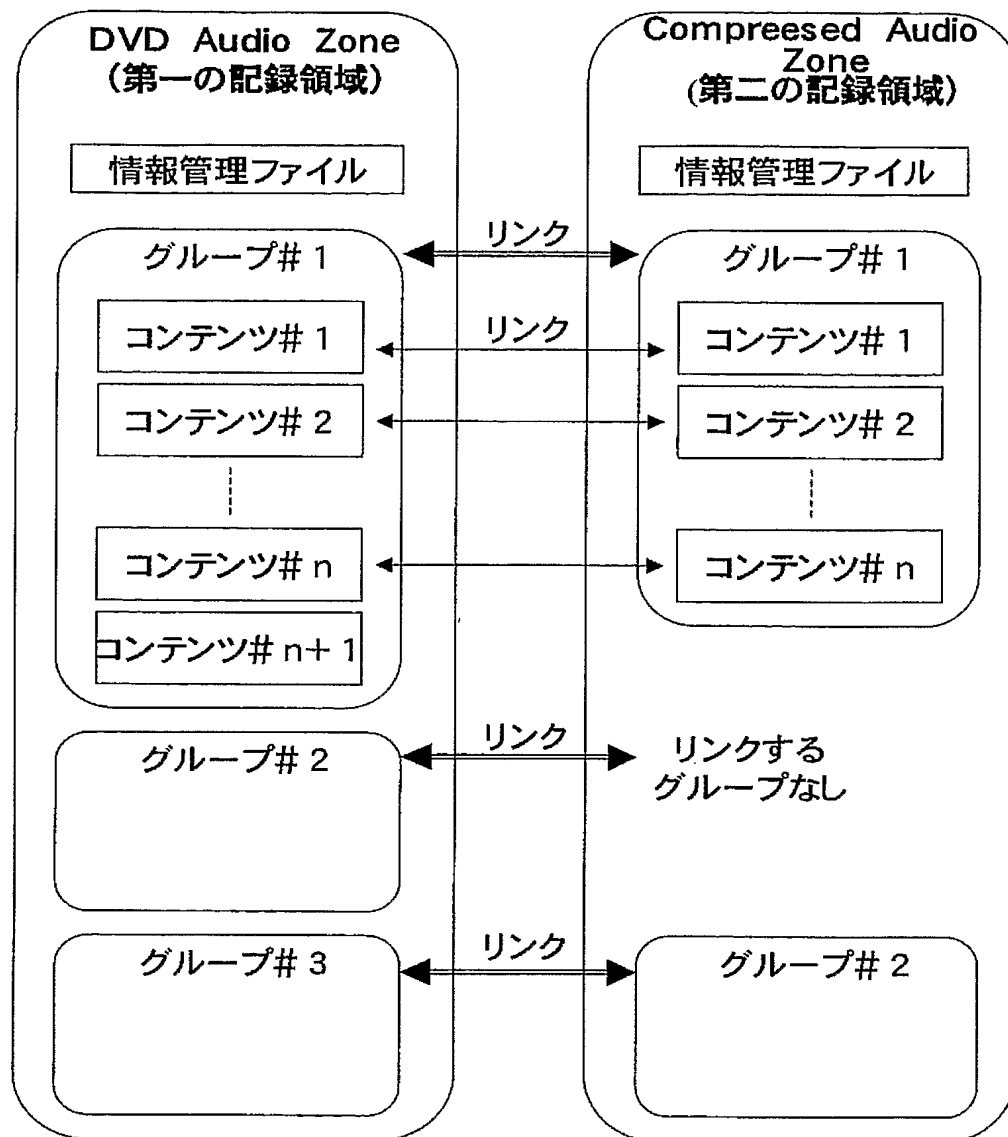 DVD Audio Zone
(第一の記録領域)
情報管理ファイル
グループ#1
コンテンツ#1
コンテンツ#2
コンテンツ#n
コンテンツ#n+1
グループ#2
グループ#3
リンク
リンク
リンク
リンク
Compreesed Audio
Zone
(第二の記録領域)
情報管理ファイル
グループ#1
コンテンツ#1
コンテンツ#2
コンテンツ#n
リンクする
グループなし
グループ#2